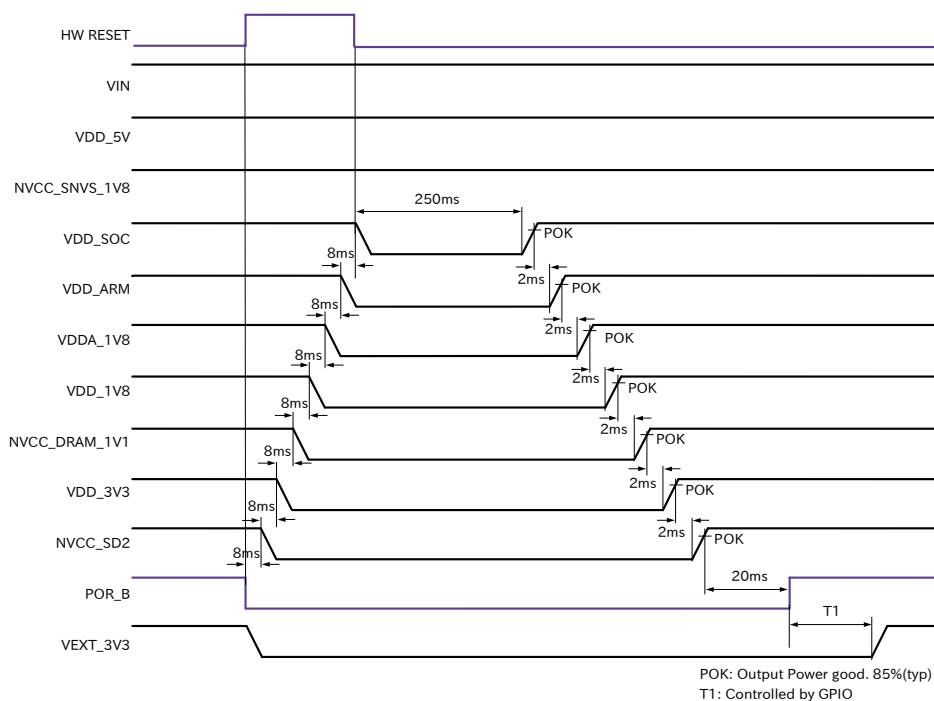 HW RESET
VIN
VDD_5V
NVCC_SNVS_1V8
250ms
VDD_SOC
POK
8ms
2ms
VDD_ARM
POK
8ms
2ms
VDDA_1V8
POK
8ms
2ms
VDD_1V8
POK
8ms
2ms
NVCC_DRAM_1V1
POK
8ms
2ms
VDD_3V3
POK
8ms
2ms
NVCC_SD2
POK
8ms
20ms
POR_B
T1
VEXT_3V3
POK: Output Power good. 85%(typ)
T1: Controlled by GPIO